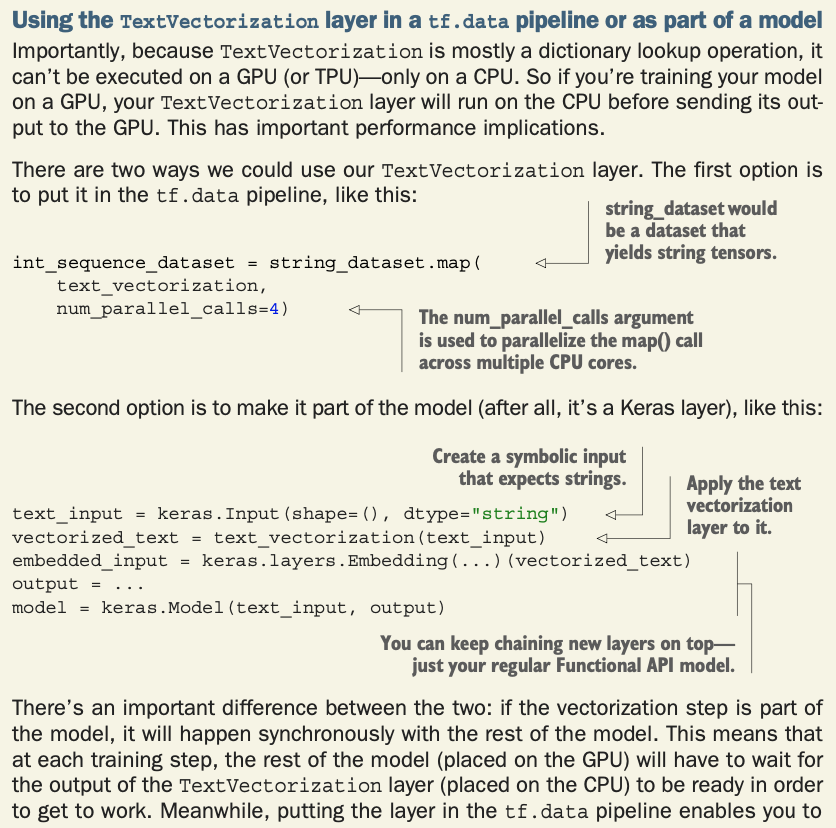 Using the TextVectorization layer in a tf.data pipeline or as part of a model
Importantly, because TextVectorization is mostly a dictionary lookup operation, it
can't be executed on a GPU (or TPU)—only on a CPU. So if you're training your model
on a GPU, your TextVectorization layer will run on the CPU before sending its out-
put to the GPU. This has important performance implications.
There are two ways we could use our TextVectorization layer. The first option is
to put it in the tf.data pipeline, like this:
string_dataset would
be a dataset that
yields string tensors.
int_sequence_dataset = string_dataset.map(
    text_vectorization,
    num_parallel_calls=4)
The num_parallel_calls argument
is used to parallelize the map() call
across multiple CPU cores.
The second option is to make it part of the model (after all, it's a Keras layer), like this:
Create a symbolic input
that expects strings.
Apply the text
vectorization
layer to it.
text_input = keras.Input(shape=(), dtype="string")
vectorized_text = text_vectorization(text_input)
embedded_input = keras.layers.Embedding(...)(vectorized_text)
output = ...
model = keras.Model(text_input, output)
You can keep chaining new layers on top—
just your regular Functional API model.
There's an important difference between the two: if the vectorization step is part of
the model, it will happen synchronously with the rest of the model. This means that
at each training step, the rest of the model (placed on the GPU) will have to wait for
the output of the TextVectorization layer (placed on the CPU) to be ready in order
to get to work. Meanwhile, putting the layer in the tf.data pipeline enables you to